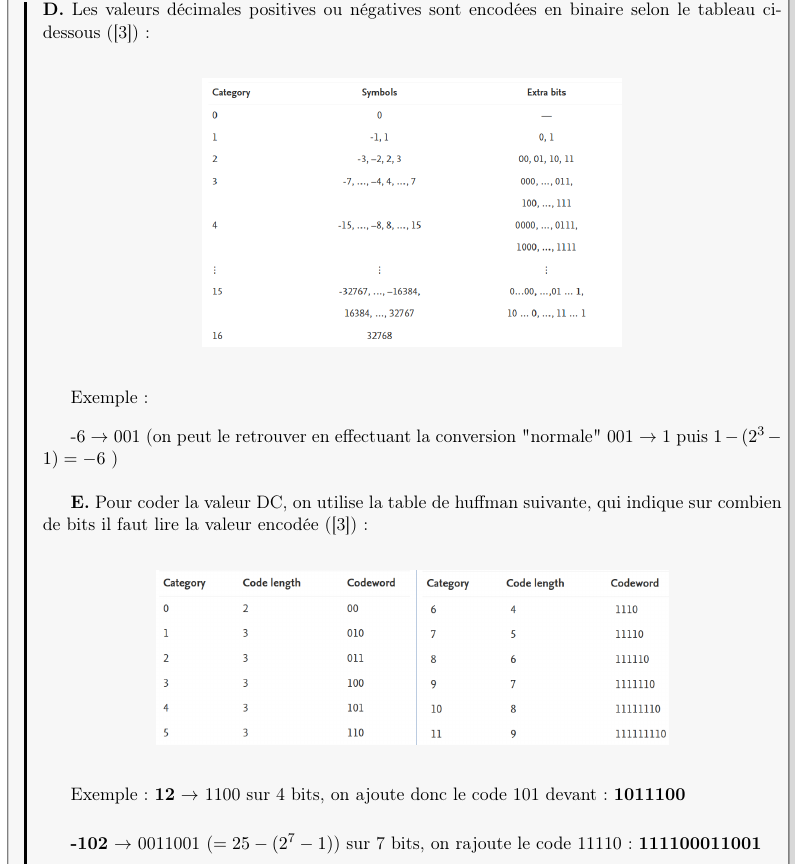 D. Les valeurs décimales positives ou négatives sont encodées en binaire selon le tableau ci-
dessous ([3]) :
Category Symbols Extra bits
0 0 —
1 -1, 1 0, 1
2 -3, −2, 2, 3 00, 01, 10, 11
3 -7, ..., −4, 4, ..., 7 000, ..., 011,
100, ..., 111
4 -15, ..., −8, 8, ..., 15 0000, ..., 0111,
1000, ..., 1111
⋮ ⋮ ⋮
15 -32767, ..., −16384, 0...00, ...,01 ... 1,
16384, ..., 32767 10 ... 0, ..., 11 ... 1
16 32768
Exemple :
-6 → 001 (on peut le retrouver en effectuant la conversion "normale" 001 → 1 puis 1 − (2³ −
1) = −6 )
E. Pour coder la valeur DC, on utilise la table de huffman suivante, qui indique sur combien
de bits il faut lire la valeur encodée ([3]) :
Category Code length Codeword Category Code length Codeword
0 2 00 6 4 1110
1 3 010 7 5 11110
2 3 011 8 6 111110
3 3 100 9 7 1111110
4 3 101 10 8 11111110
5 3 110 11 9 111111110
Exemple : 12 → 1100 sur 4 bits, on ajoute donc le code 101 devant : 1011100
-102 → 0011001 (= 25 − (2⁷ − 1)) sur 7 bits, on rajoute le code 11110 : 111100011001